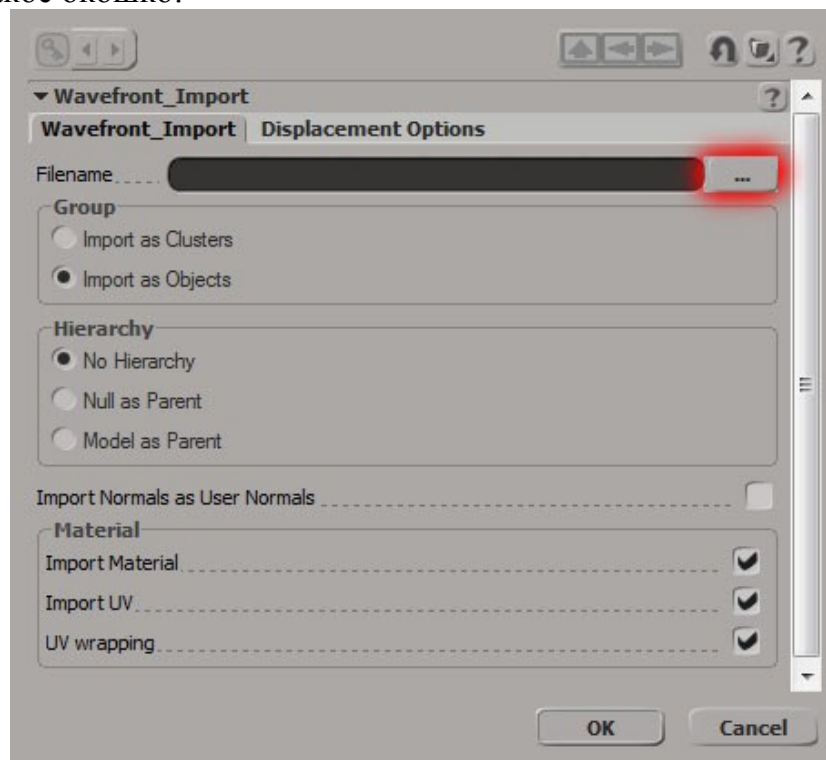 окошко:
Wavefront_Import
Wavefront_Import Displacement Options
Filename
...
Group
Import as Clusters
Import as Objects
Hierarchy
No Hierarchy
Null as Parent
Model as Parent
Import Normals as User Normals
Material
Import Material
Import UV
UV wrapping
OK Cancel